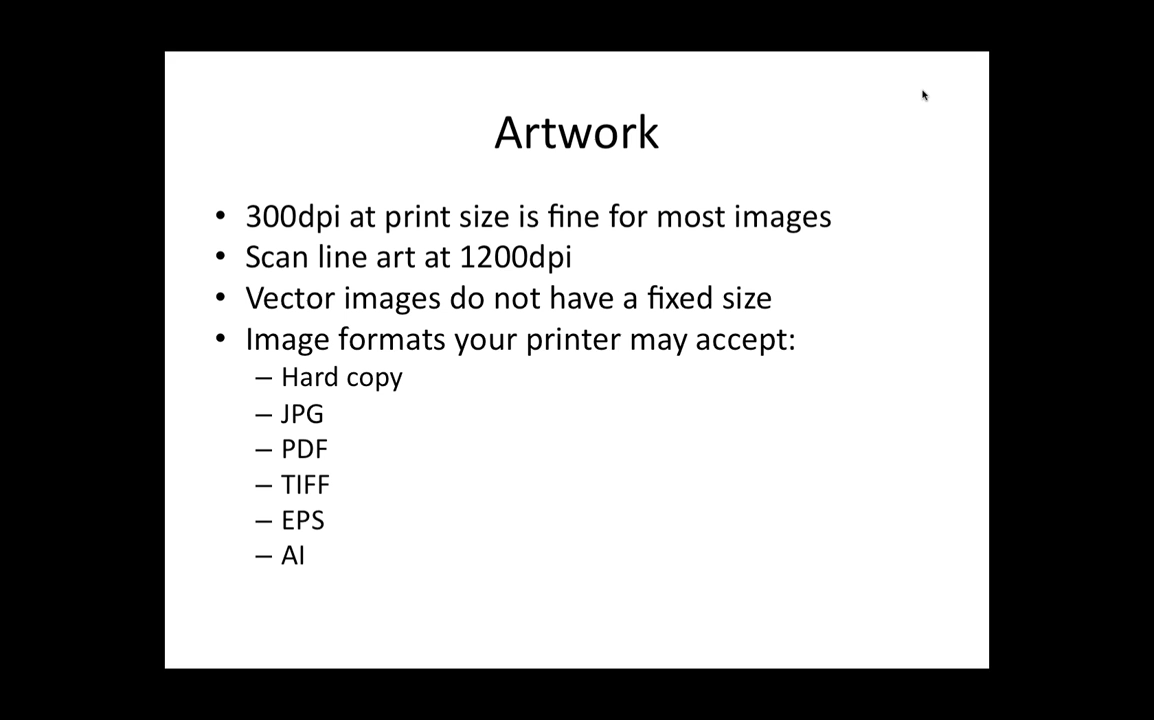 Artwork
• 300dpi at print size is fine for most images
• Scan line art at 1200dpi
• Vector images do not have a fixed size
• Image formats your printer may accept:
– Hard copy
– JPG
– PDF
– TIFF
– EPS
– AI